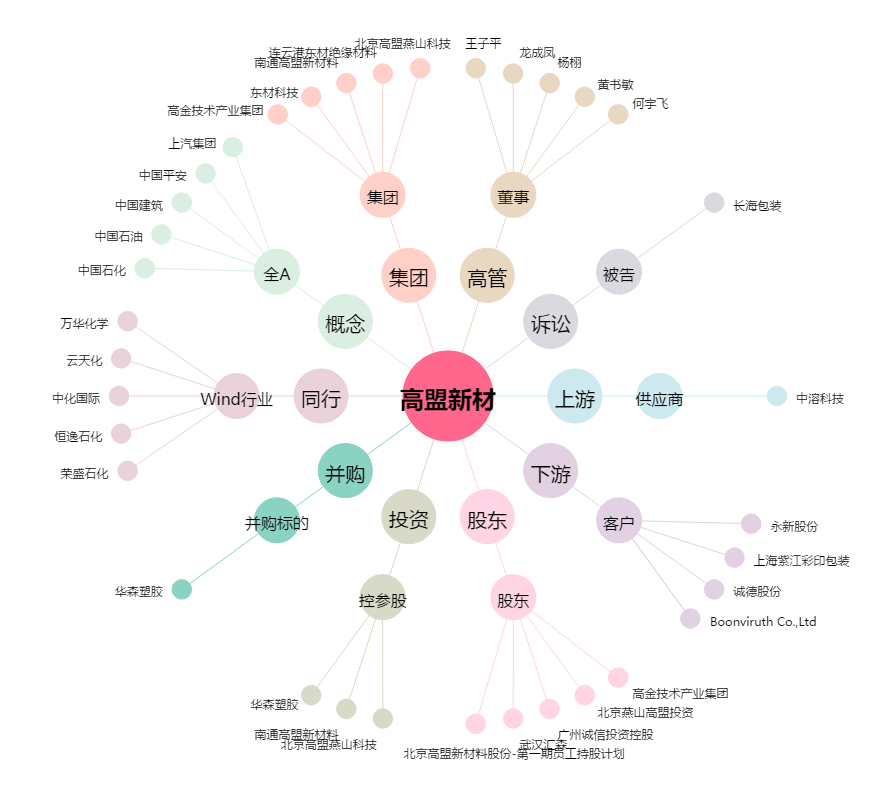 北京高盟燕山科技
王子平
连云港东材绝缘材料
龙成凤
南通高盟新材料
杨栩
东材科技
黄书敏
高金技术产业集团
何宇飞
上汽集团
中国平安
集团
董事
中国建筑
长海包装
中国石油
中国石化
全A
集团
高管
被告
概念
诉讼
万华化学
云天化
中化国际
Wind行业
同行
高盟新材
上游
供应商
中溶科技
恒逸石化
荣盛石化
并购
下游
并购标的
投资
股东
客户
永新股份
上海紫江彩印包装
华森塑胶
控参股
股东
诚德股份
Boonviruth Co.,Ltd
高金技术产业集团
华森塑胶
北京燕山高盟投资
南通高盟新材料
广州诚信投资控股
北京高盟燕山科技
武汉汇森
北京高盟新材料股份-第一期员工持股计划